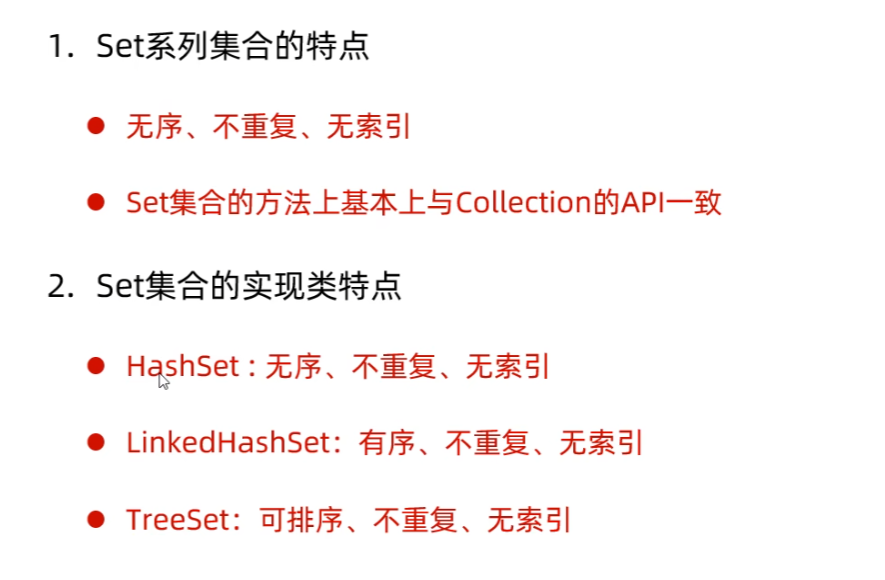 1. Set系列集合的特点
● 无序、不重复、无索引
● Set集合的方法上基本上与Collection的API一致
2. Set集合的实现类特点
● HashSet : 无序、不重复、无索引
● LinkedHashSet：有序、不重复、无索引
● TreeSet：可排序、不重复、无索引